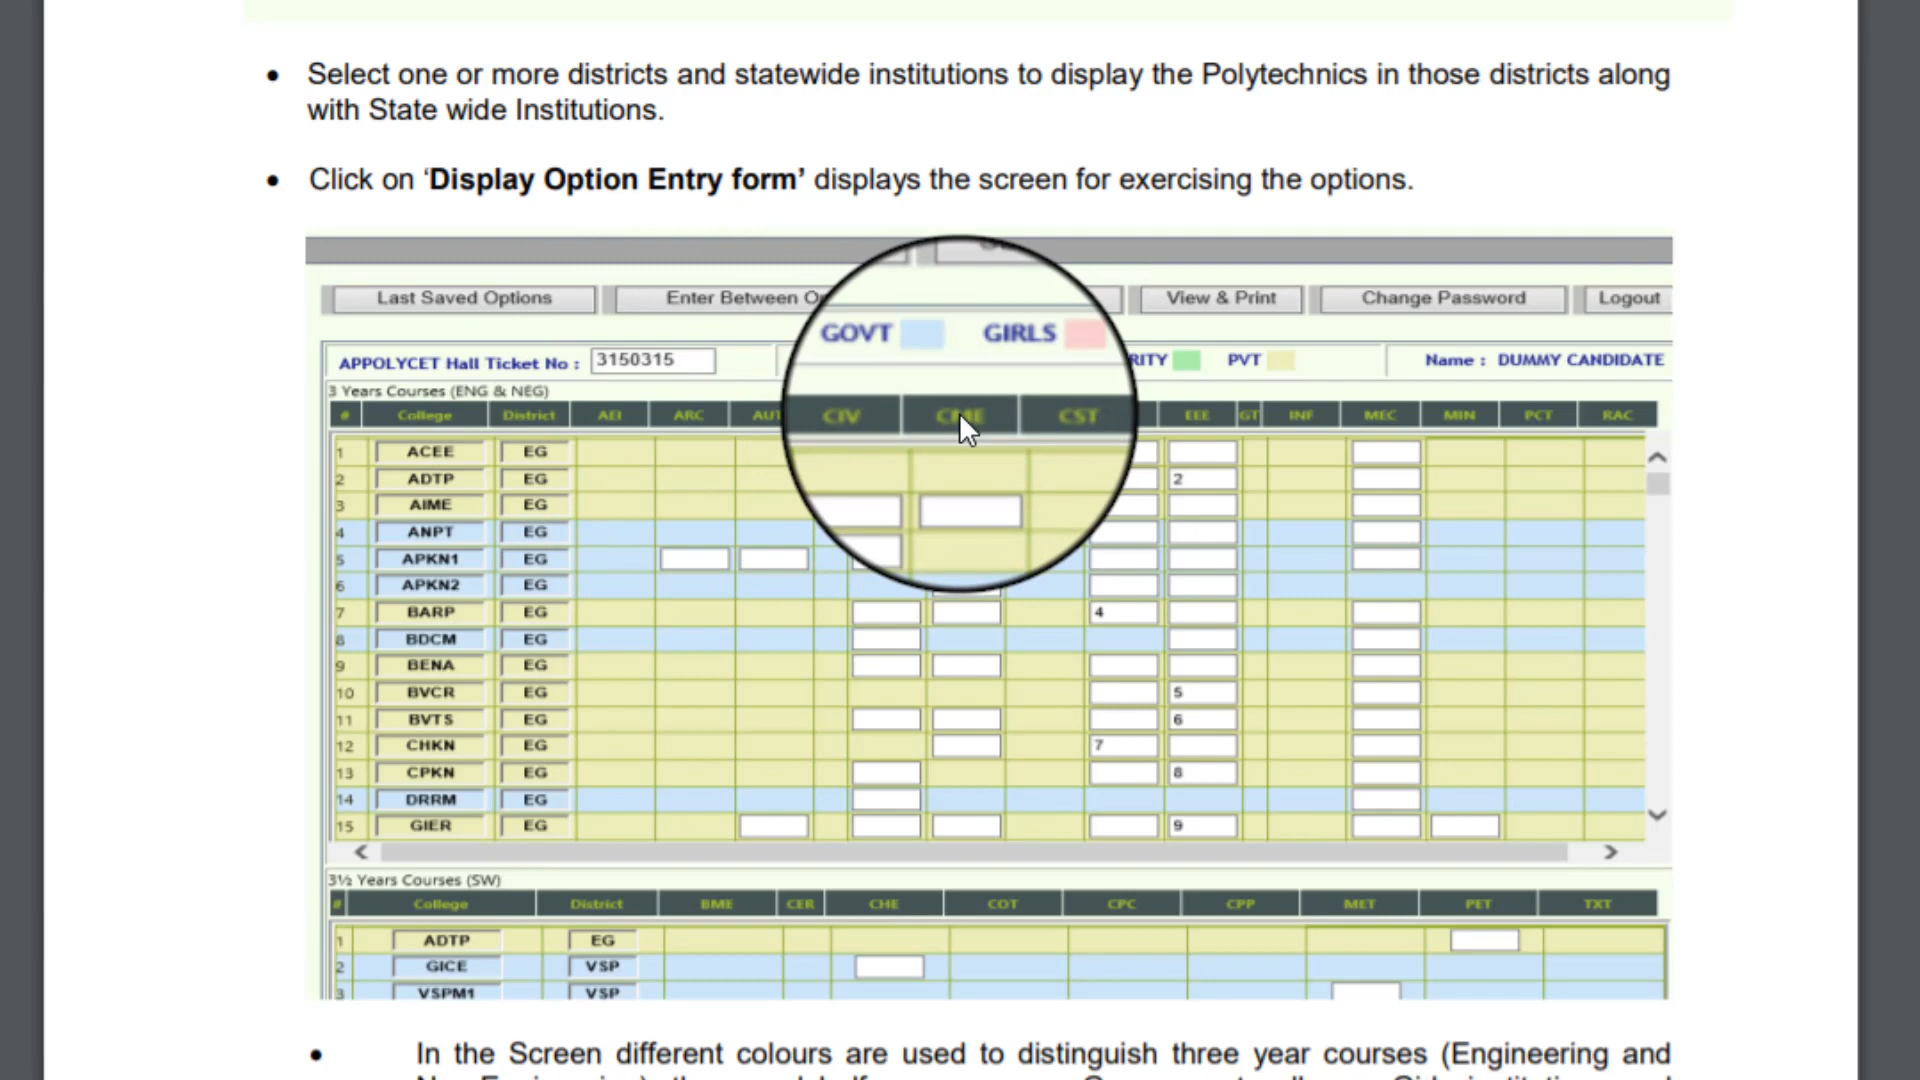 • Select one or more districts and statewide institutions to display the Polytechnics in those districts along
with State wide Institutions.
• Click on ‘Display Option Entry form’ displays the screen for exercising the options.
Last Saved Options Enter Between View & Print Change Password Logout
APPOLYCET Hall Ticket No : 3150315 GOVT GIRLS PVT Name : DUMMY CANDIDATE
3 Years Courses (ENG & NEG)
# College District AEI ARC CIV CME CST EEE GT INF MEC MIN PCT RAC
1 ACEE EG
2 ADTP EG 2
3 AIME EG
4 ANPT EG
5 APKN1 EG
6 APKN2 EG
7 BARP EG 4
8 BDCM EG
9 BENA EG
10 BVCR EG 5
11 BVTS EG 6
12 CHKN EG 7
13 CPKN EG 8
14 DRRM EG
15 GIER EG 9
3½ Years Courses (SW)
# College District BME CER CHE COT CPC CPP MET PET TXT
1 ADTP EG
2 GICE VSP
3 VSPM1 VSP
• In the Screen different colours are used to distinguish three year courses (Engineering and